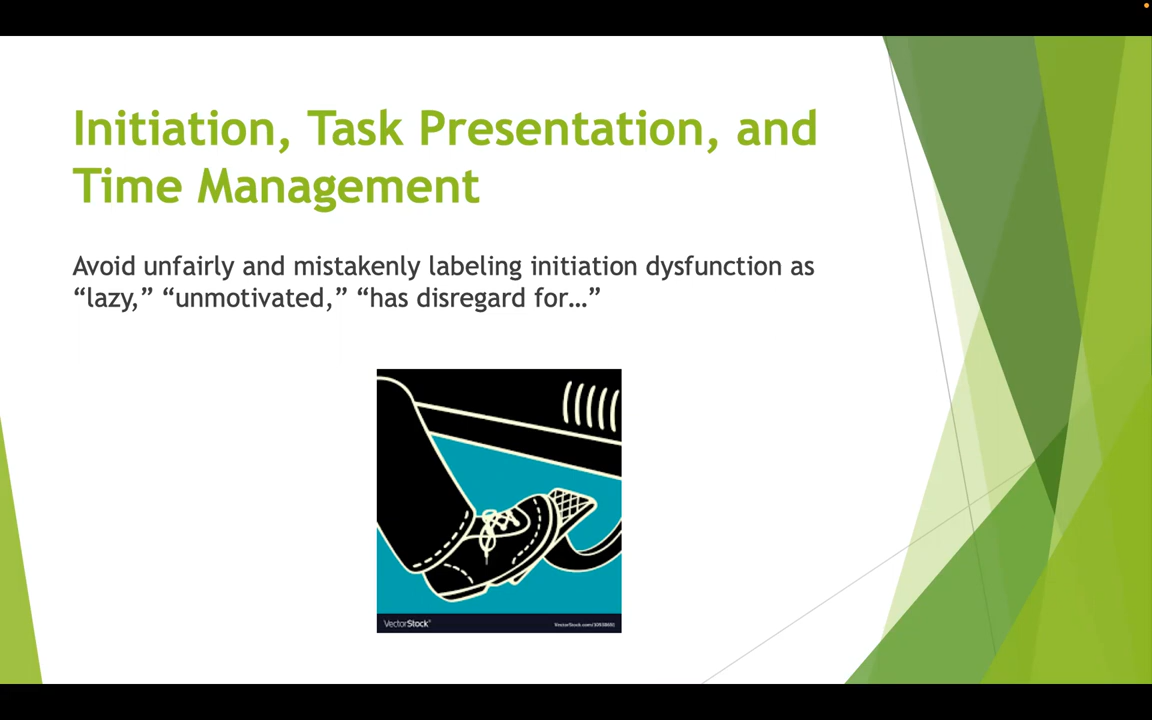 Initiation, Task Presentation, and
Time Management
Avoid unfairly and mistakenly labeling initiation dysfunction as
“lazy,” “unmotivated,” “has disregard for…”
VectorStock®